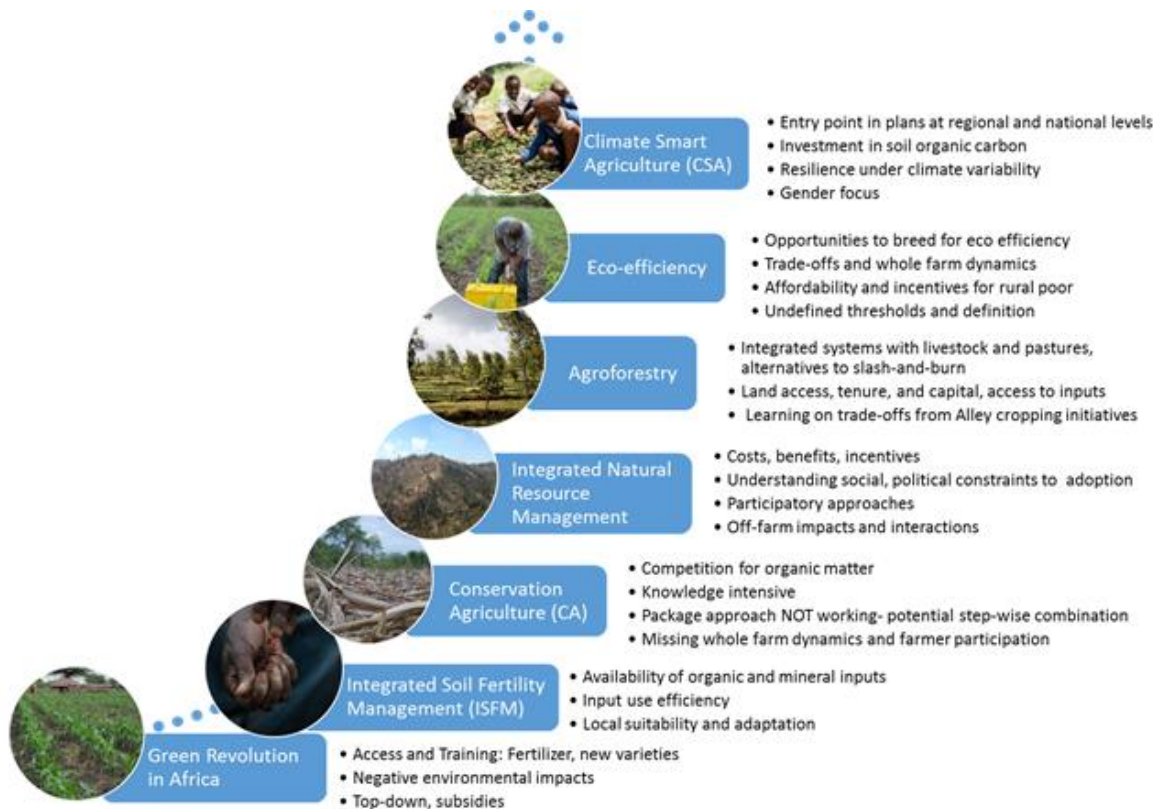 Climate Smart
Agriculture (CSA)
• Entry point in plans at regional and national levels
• Investment in soil organic carbon
• Resilience under climate variability
• Gender focus
Eco-efficiency
• Opportunities to breed for eco efficiency
• Trade-offs and whole farm dynamics
• Affordability and incentives for rural poor
• Undefined thresholds and definition
Agroforestry
• Integrated systems with livestock and pastures,
alternatives to slash-and-burn
• Land access, tenure, and capital, access to inputs
• Learning on trade-offs from Alley cropping initiatives
Integrated Natural
Resource
Management
• Costs, benefits, incentives
• Understanding social, political constraints to adoption
• Participatory approaches
• Off-farm impacts and interactions
Conservation
Agriculture (CA)
• Competition for organic matter
• Knowledge intensive
• Package approach NOT working- potential step-wise combination
• Missing whole farm dynamics and farmer participation
Integrated Soil Fertility
Management (ISFM)
• Availability of organic and mineral inputs
• Input use efficiency
• Local suitability and adaptation
Green Revolution
in Africa
• Access and Training: Fertilizer, new varieties
• Negative environmental impacts
• Top-down, subsidies